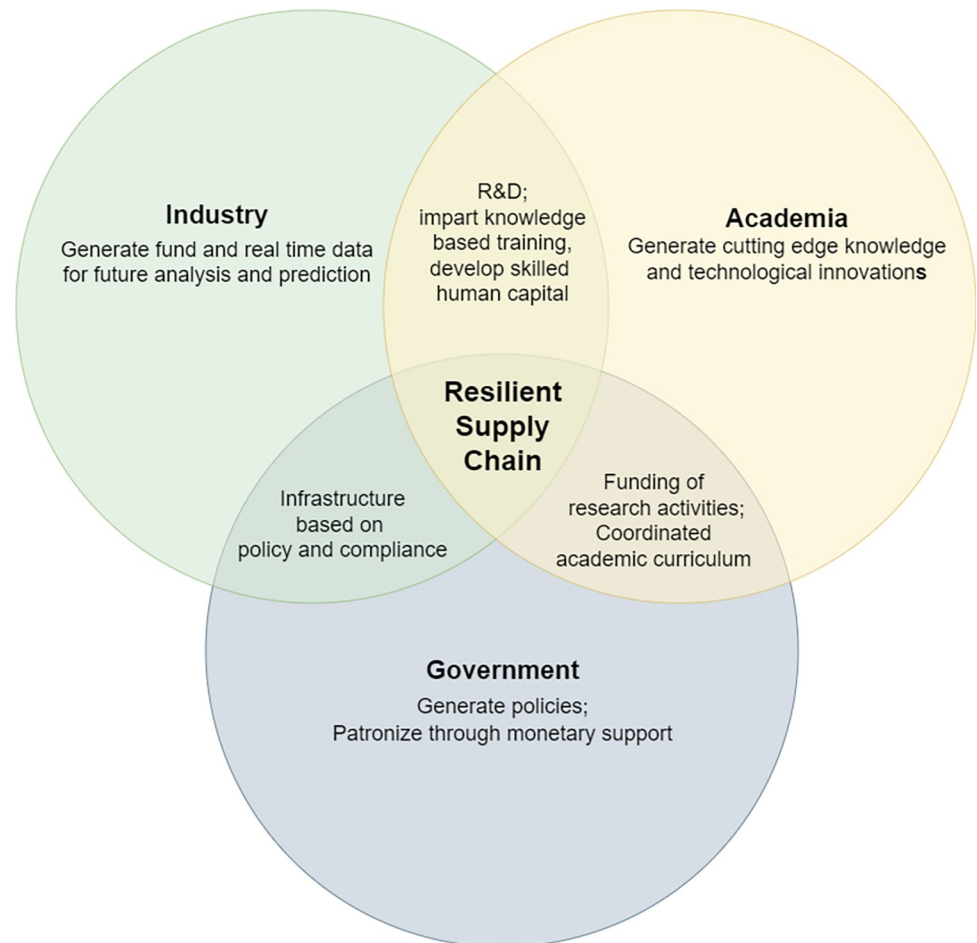 Industry
Generate fund and real time data
for future analysis and prediction
R&D;
impart knowledge
based training,
develop skilled
human capital
Academia
Generate cutting edge knowledge
and technological innovations
Resilient
Supply
Chain
Infrastructure
based on
policy and compliance
Funding of
research activities;
Coordinated
academic curriculum
Government
Generate policies;
Patronize through monetary support